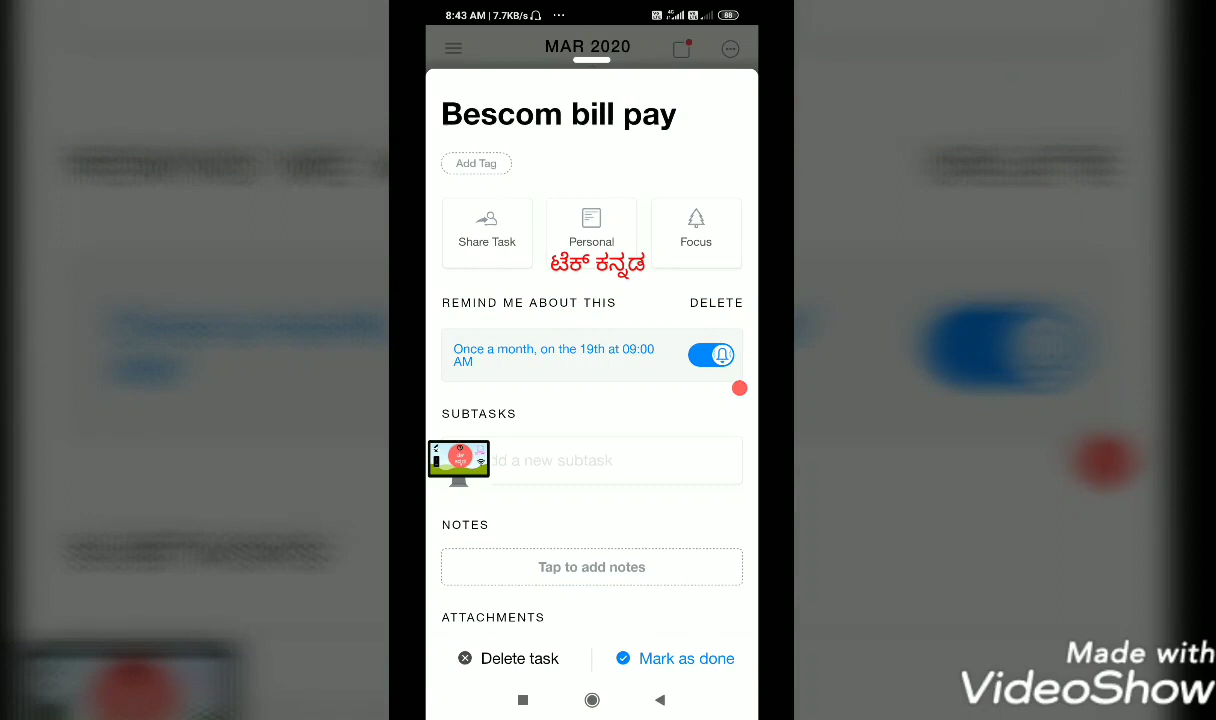 8:43 AM | 7.7KB/s
88
MAR 2020
Bescom bill pay
Add Tag
Share Task
Personal
Focus
ಟೆಕ್ ಕನ್ನಡ
REMIND ME ABOUT THIS
DELETE
Once a month, on the 19th at 09:00
AM
SUBTASKS
dd a new subtask
NOTES
Tap to add notes
ATTACHMENTS
Delete task
Mark as done
Made with
VideoShow